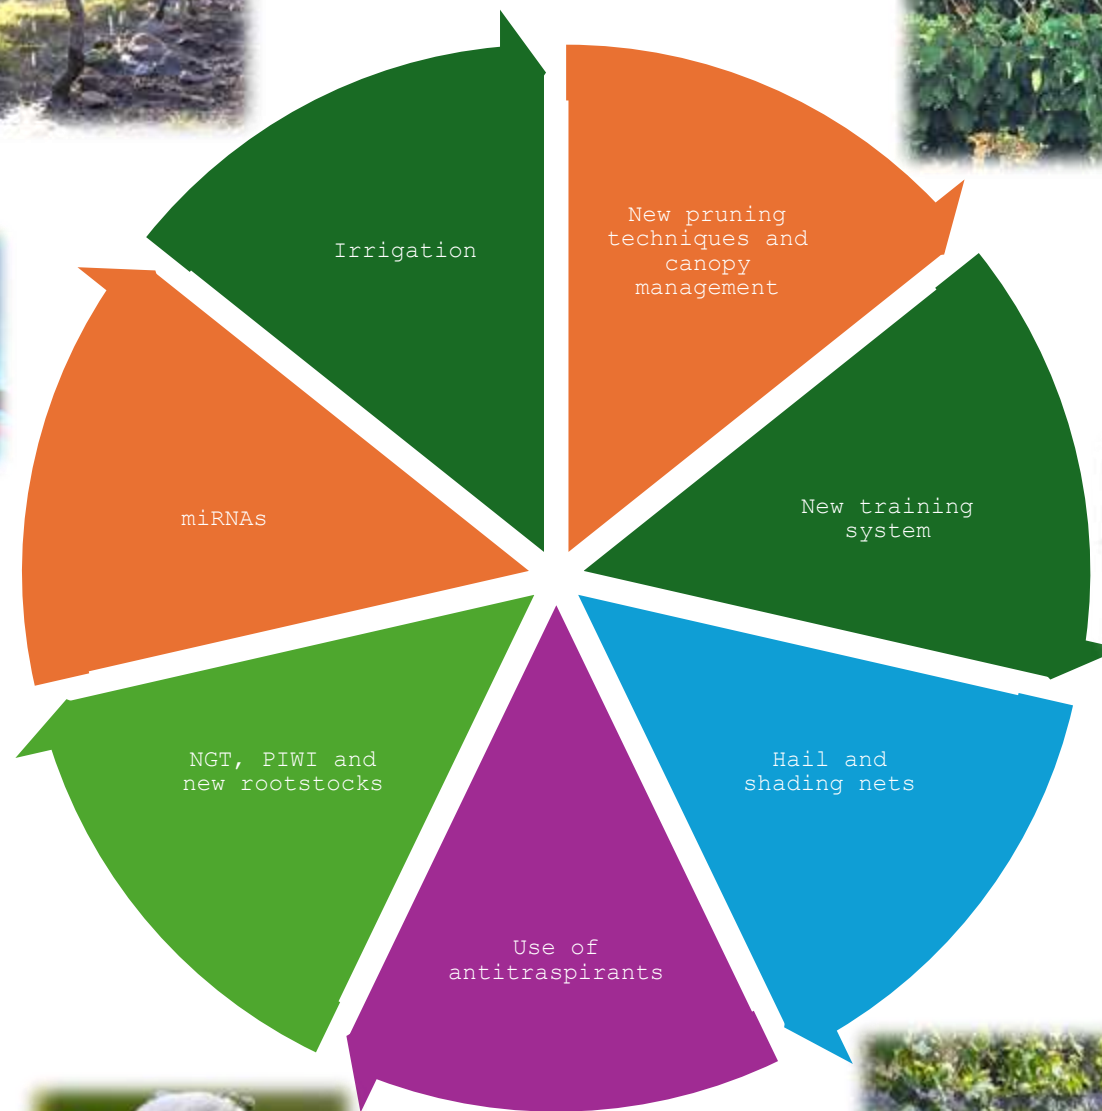 New pruning
techniques and
canopy
management
New training
system
Hail and
shading nets
Use of
antitraspirants
NGT, PIWI and
new rootstocks
miRNAs
Irrigation